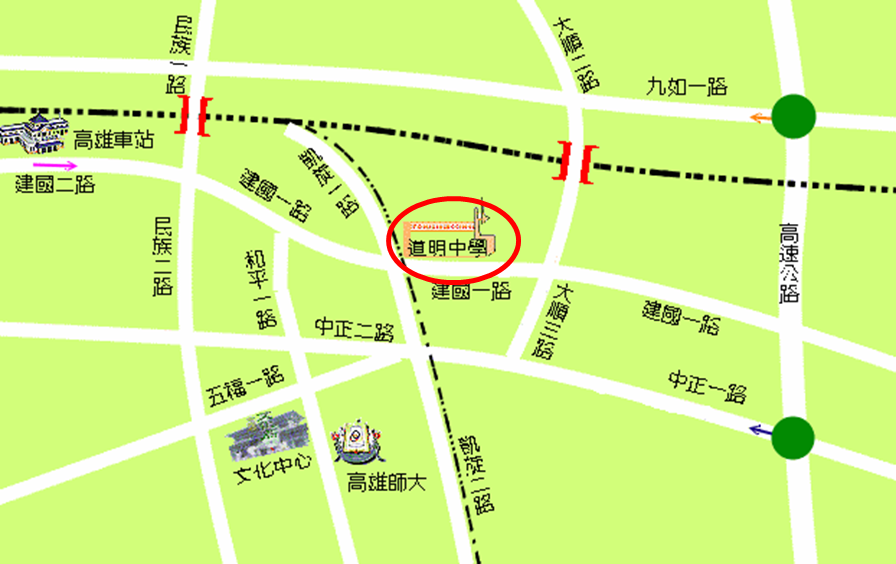 民族一路
大順二路
九如一路
高雄車站
建國二路
建國一路
凱旋一路
民族二路
和平一路
道明中學
建國一路
高速公路
大順三路
建國一路
中正二路
中正一路
五福一路
文化中心
高雄師大
凱旋二路